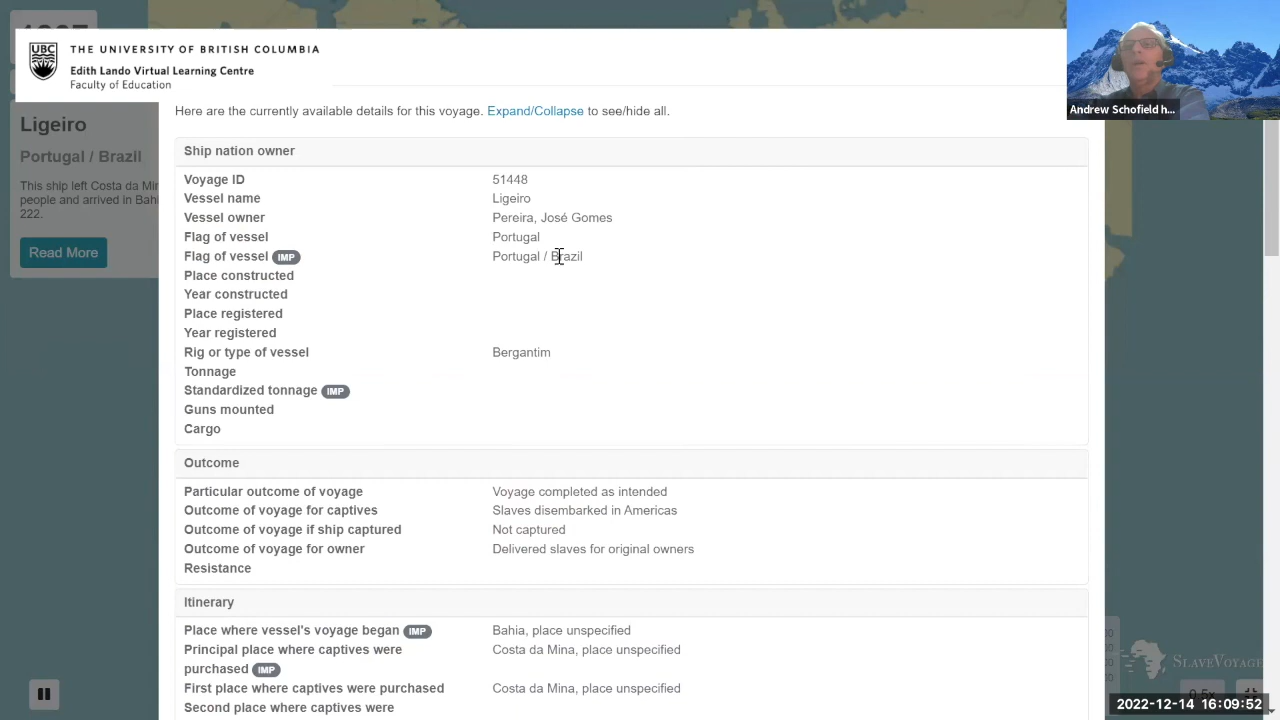 THE UNIVERSITY OF BRITISH COLUMBIA
UBC
Edith Lando Virtual Learning Centre
Faculty of Education
Andrew Schofield h...
Here are the currently available details for this voyage. Expand/Collapse to see/hide all.
Ligeiro
Portugal / Brazil
This ship left Costa da Mi
people and arrived in Bahi
222.
Read More
Ship nation owner
Voyage ID 51448
Vessel name Ligeiro
Vessel owner Pereira, José Gomes
Flag of vessel Portugal
Flag of vessel IMP Portugal / Brazil
Place constructed
Year constructed
Place registered
Year registered
Rig or type of vessel Bergantim
Tonnage
Standardized tonnage IMP
Guns mounted
Cargo
Outcome
Particular outcome of voyage Voyage completed as intended
Outcome of voyage for captives Slaves disembarked in Americas
Outcome of voyage if ship captured Not captured
Outcome of voyage for owner Delivered slaves for original owners
Resistance
Itinerary
Place where vessel's voyage began IMP Bahia, place unspecified
Principal place where captives were Costa da Mina, place unspecified
purchased IMP
First place where captives were purchased Costa da Mina, place unspecified
Second place where captives were
SLAVEVOYAGE
2022-12-14 16:09:52